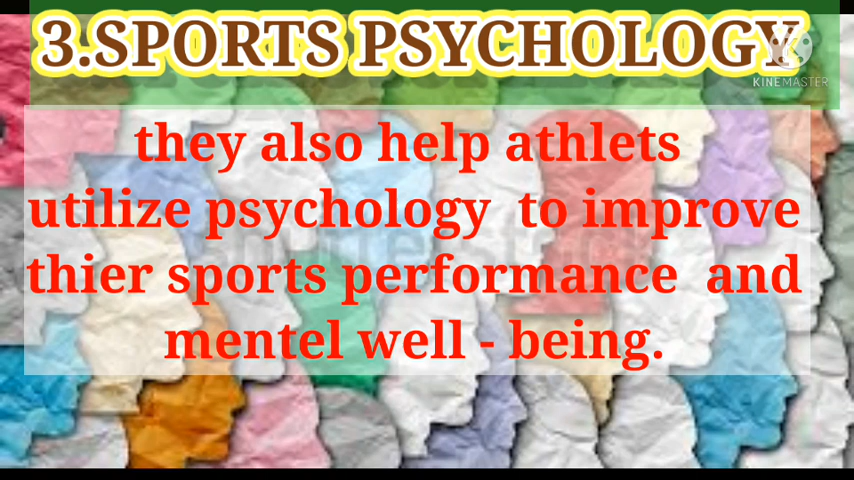 3.SPORTS PSYCHOLOGY
KINEMASTER
they also help athlets
utilize psychology to improve
thier sports performance and
mentel well - being.